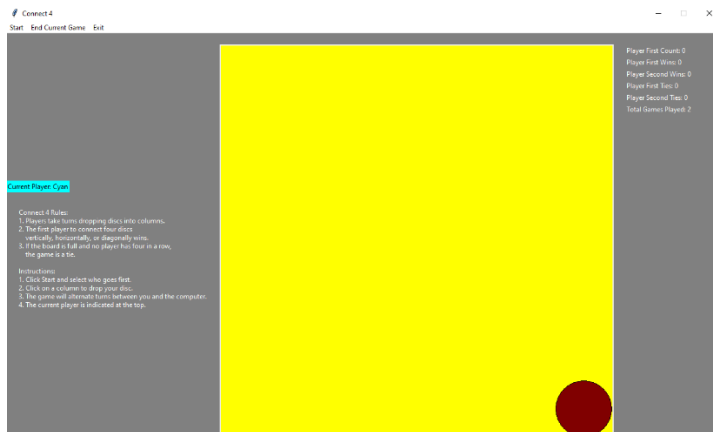 Connect 4
Start End Current Game Exit
Player First Count: 0
Player First Wins: 0
Player Second Wins: 0
Player First Ties: 0
Player Second Ties: 0
Total Games Played: 2
Current Player: Cyan
Connect 4 Rules:
1. Players take turns dropping discs into columns.
2. The first player to connect four discs
vertically, horizontally, or diagonally wins.
3. If the board is full and no player has four in a row,
the game is a tie.
Instructions:
1. Click Start and select who goes first.
2. Click on a column to drop your disc.
3. The game will alternate turns between you and the computer.
4. The current player is indicated at the top.